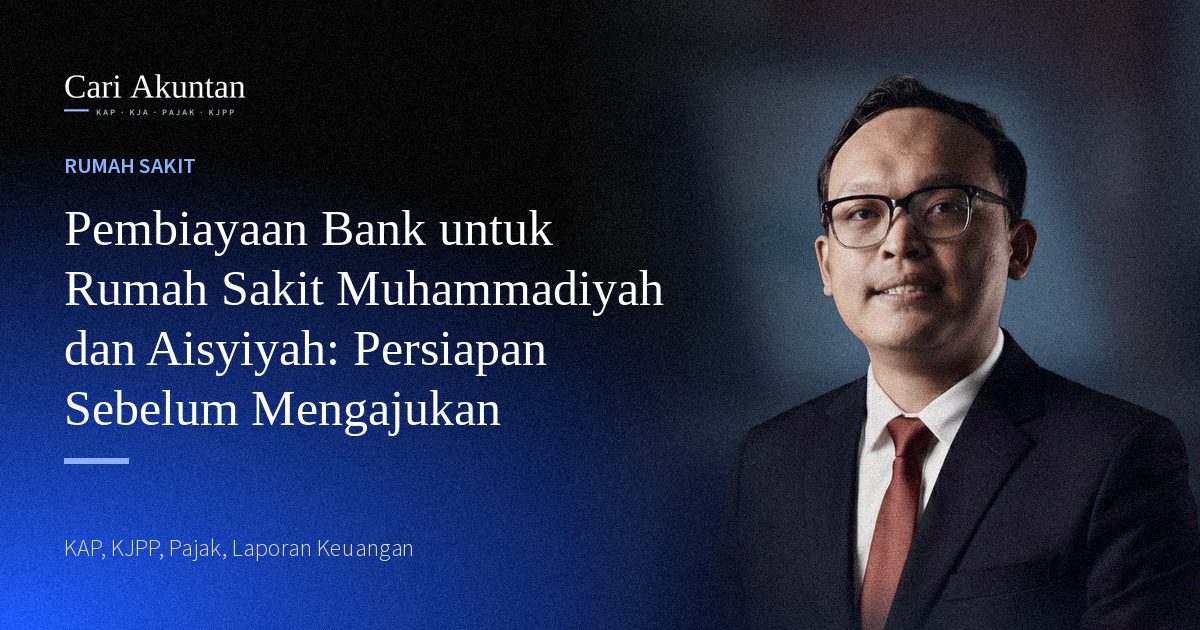 Cari Akuntan
KAP · KJA · PAJAK · KJPP
RUMAH SAKIT
Pembiayaan Bank untuk
Rumah Sakit Muhammadiyah
dan Aisyiyah: Persiapan
Sebelum Mengajukan
KAP, KJPP, Pajak, Laporan Keuangan